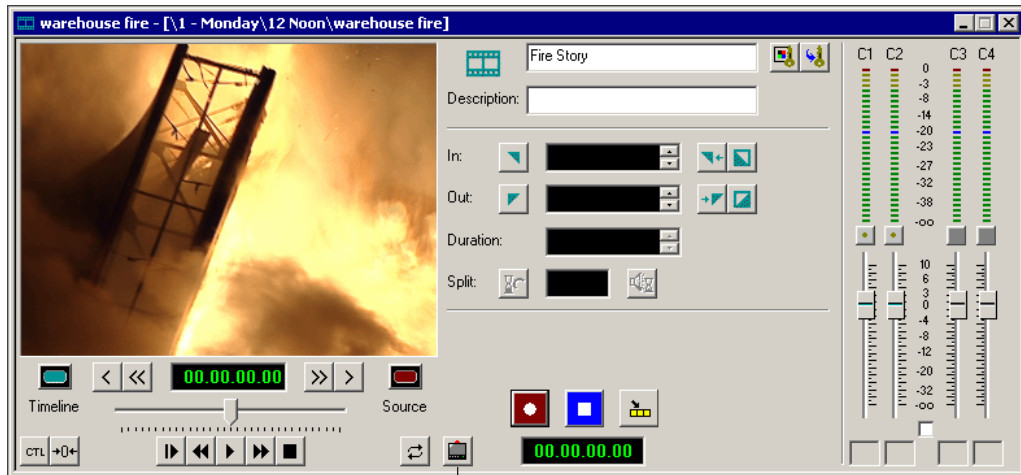 warehouse fire - [\1 - Monday\12 Noon\warehouse fire]
Fire Story
Description:
In:
Out:
Duration:
Split:
00.00.00.00
Timeline
Source
CTL
→0←
00.00.00.00
C1 C2 C3 C4
0
-3
-8
-14
-20
-23
-27
-32
-38
-oo
10
6
3
0
-4
-8
-12
-20
-32
-oo